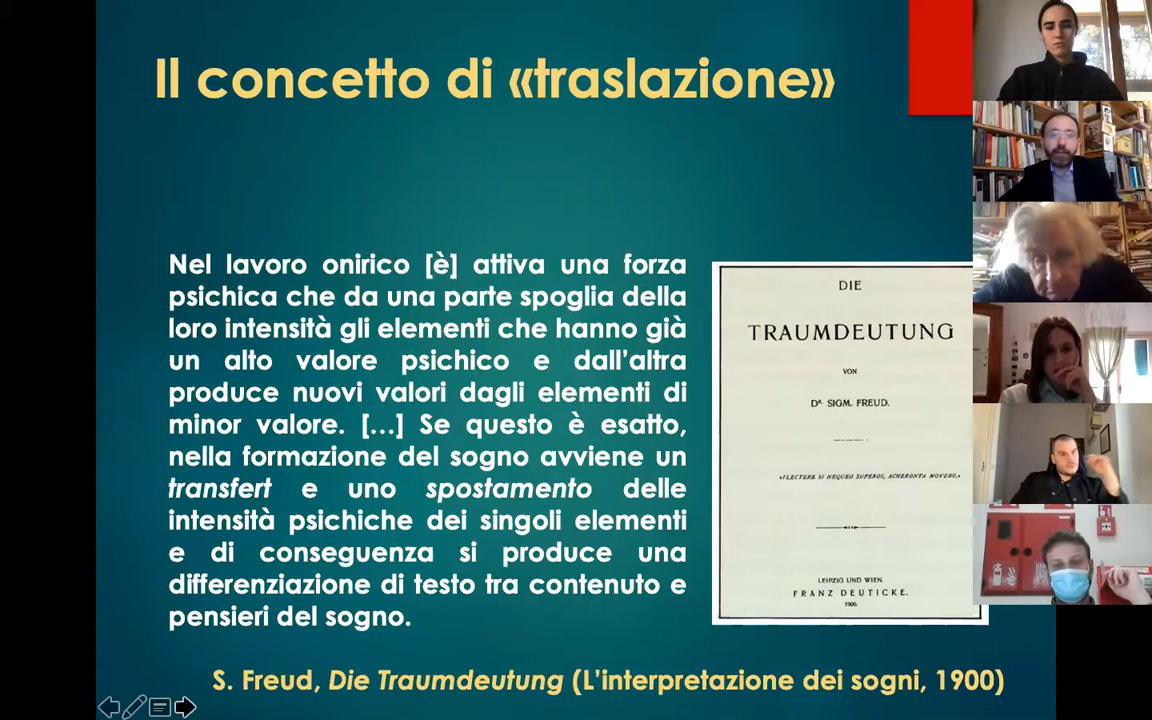 Il concetto di «traslazione»
Nel lavoro onirico [è] attiva una forza
psichica che da una parte spoglia della
loro intensità gli elementi che hanno già
un alto valore psichico e dall’altra
produce nuovi valori dagli elementi di
minor valore. […] Se questo è esatto,
nella formazione del sogno avviene un
transfert e uno spostamento delle
intensità psichiche dei singoli elementi
e di conseguenza si produce una
differenziazione di testo tra contenuto e
pensieri del sogno.
DIE
TRAUMDEUTUNG
VON
DR. SIGM. FREUD.
«FLECTERE SI NEQUEO SUPEROS, ACHERONTA MOVEBO.»
LEIPZIG UND WIEN.
FRANZ DEUTICKE.
1900.
S. Freud, Die Traumdeutung (L’interpretazione dei sogni, 1900)